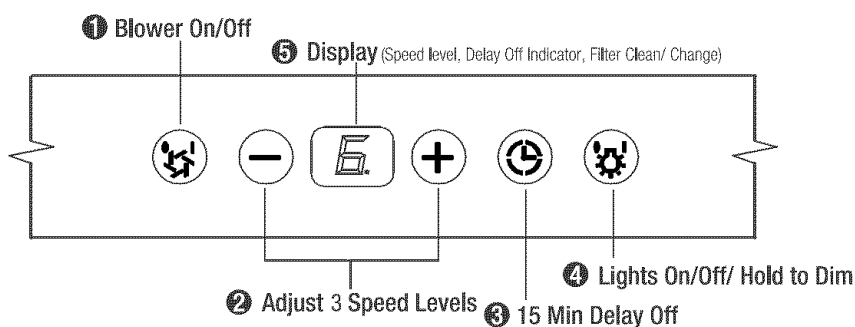 ❶ Blower On/Off
❺ Display (Speed level, Delay Off Indicator, Filter Clean/ Change)
6.
❷ Adjust 3 Speed Levels
❸ 15 Min Delay Off
❹ Lights On/Off/ Hold to Dim